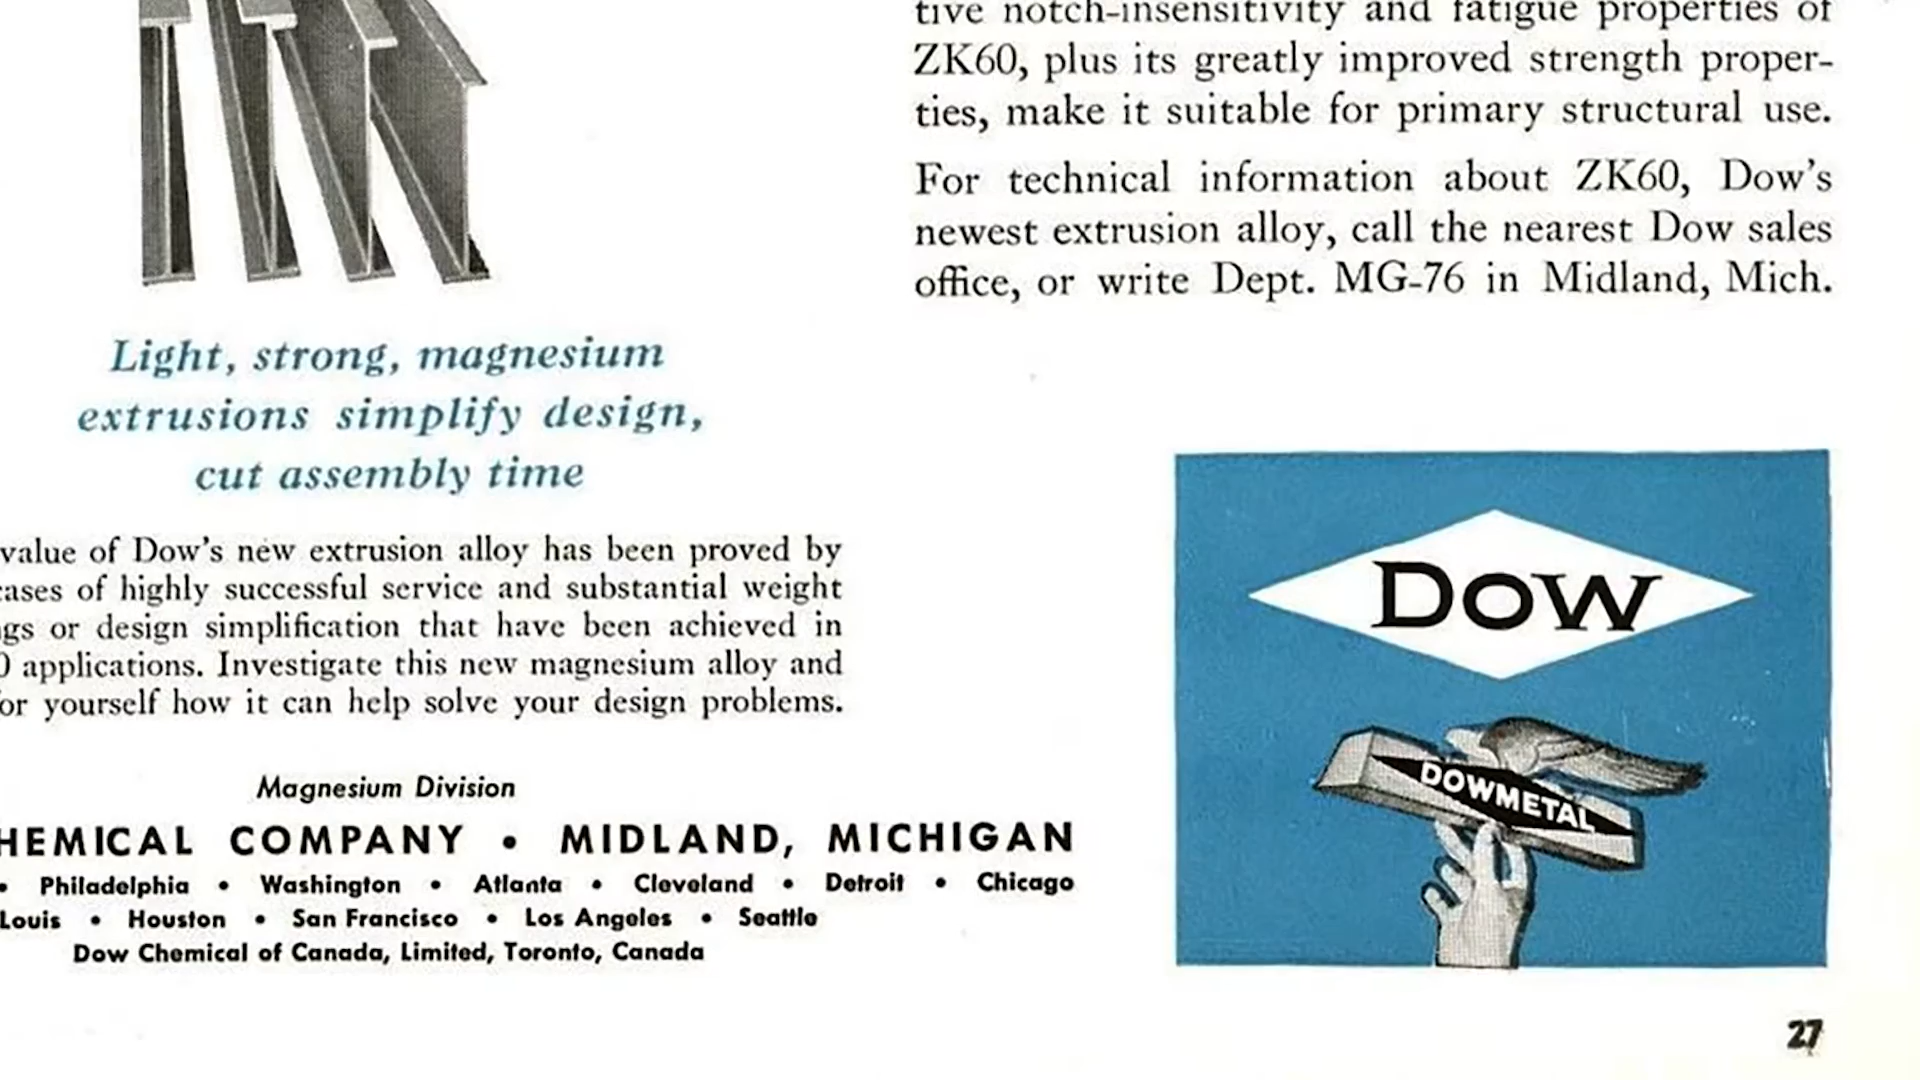 tive notch-insensitivity and fatigue properties of
ZK60, plus its greatly improved strength proper-
ties, make it suitable for primary structural use.
For technical information about ZK60, Dow's
newest extrusion alloy, call the nearest Dow sales
office, or write Dept. MG-76 in Midland, Mich.
Light, strong, magnesium
extrusions simplify design,
cut assembly time
value of Dow's new extrusion alloy has been proved by
cases of highly successful service and substantial weight
gs or design simplification that have been achieved in
0 applications. Investigate this new magnesium alloy and
or yourself how it can help solve your design problems.
Magnesium Division
HEMICAL COMPANY • MIDLAND, MICHIGAN
• Philadelphia • Washington • Atlanta • Cleveland • Detroit • Chicago
Louis • Houston • San Francisco • Los Angeles • Seattle
Dow Chemical of Canada, Limited, Toronto, Canada
DOW
DOWMETAL
27